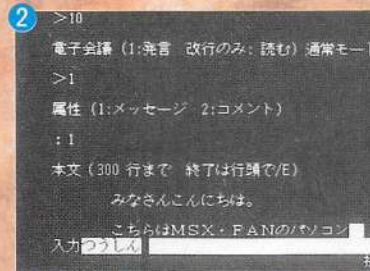 2
>10
電子会議 (1:発言 改行のみ: 読む) 通常モー
>1
属性 (1:メッセージ 2:コメント)
: 1
本文 (300 行まで 終了は行頭で/E)
みなさんこんにちは。
こちらはMSX・FANのパソコン
入力つうしん